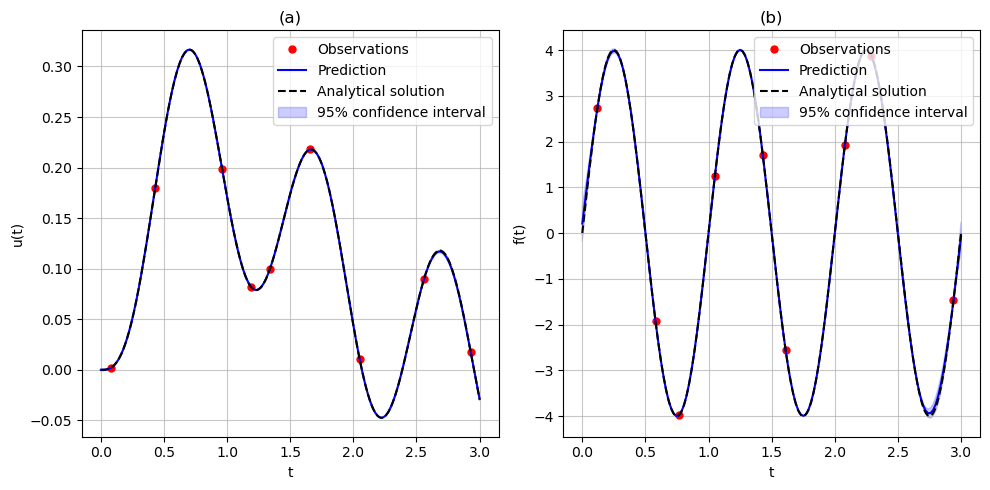 (a)
Observations
Prediction
Analytical solution
95% confidence interval
u(t)
0.30
0.25
0.20
0.15
0.10
0.05
0.00
−0.05
0.0 0.5 1.0 1.5 2.0 2.5 3.0
t
(b)
Observations
Prediction
Analytical solution
95% confidence interval
f(t)
4
3
2
1
0
−1
−2
−3
−4
0.0 0.5 1.0 1.5 2.0 2.5 3.0
t